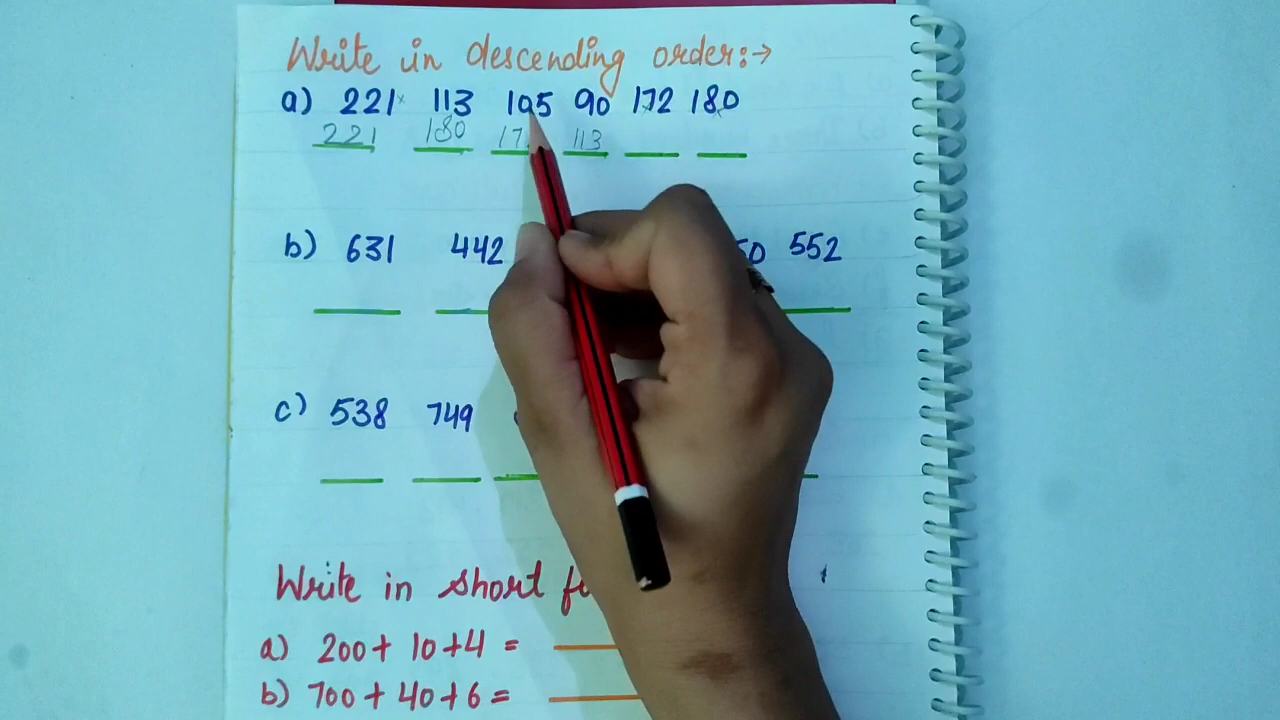 Write in descending order:→
a) 221 113 105 90 172 180
221 180 113
b) 631 442 552
c) 538 749
Write in short
a) 200+ 10+4 =
b) 700 + 40+6 =